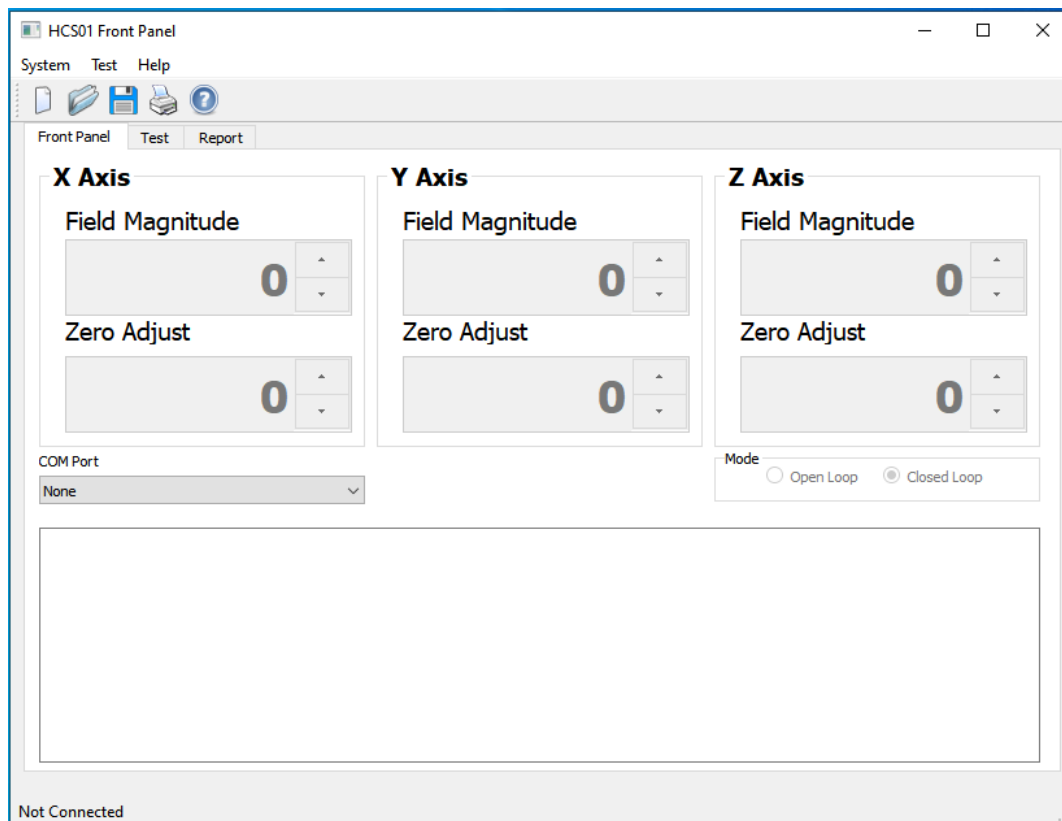 HCS01 Front Panel
System Test Help
?
Front Panel Test Report
X Axis Y Axis Z Axis
Field Magnitude Field Magnitude Field Magnitude
0 0 0
Zero Adjust Zero Adjust Zero Adjust
0 0 0
COM Port
Mode
Open Loop Closed Loop
None
Not Connected